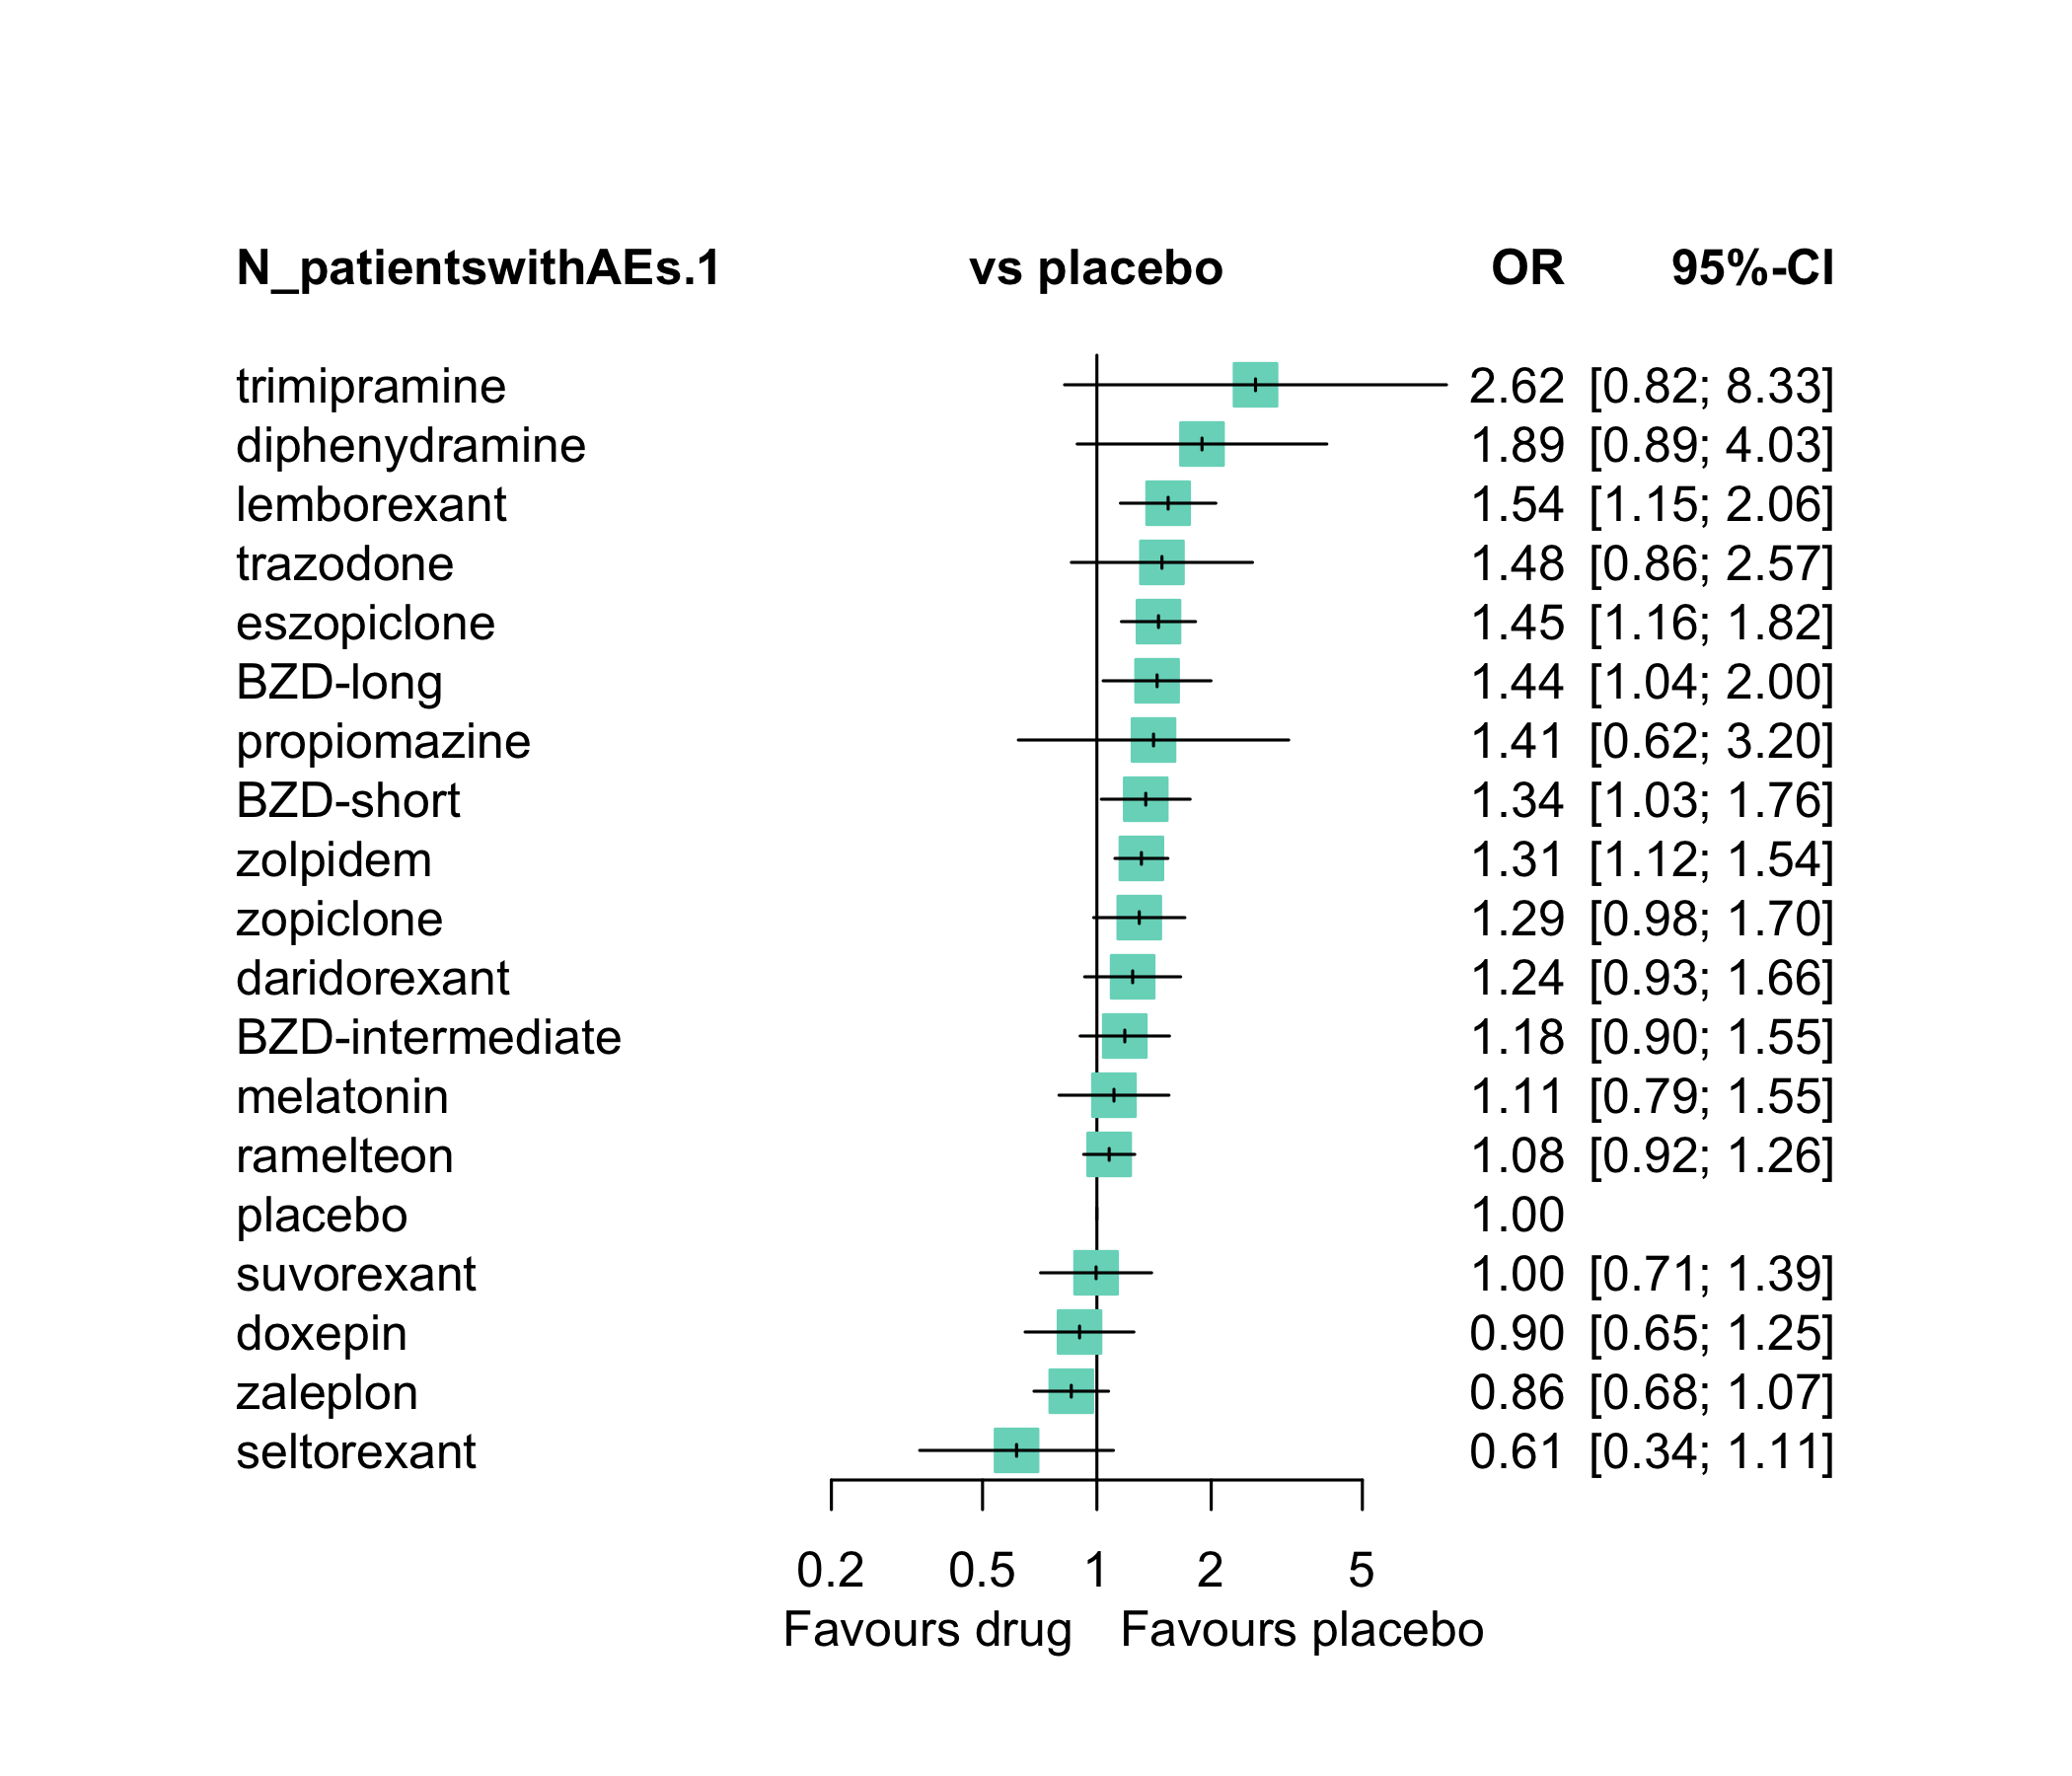 N_patientswithAEs.1 vs placebo OR 95%-CI
trimipramine 2.62 [0.82; 8.33]
diphenydramine 1.89 [0.89; 4.03]
lemborexant 1.54 [1.15; 2.06]
trazodone 1.48 [0.86; 2.57]
eszopiclone 1.45 [1.16; 1.82]
BZD-long 1.44 [1.04; 2.00]
propiomazine 1.41 [0.62; 3.20]
BZD-short 1.34 [1.03; 1.76]
zolpidem 1.31 [1.12; 1.54]
zopiclone 1.29 [0.98; 1.70]
daridorexant 1.24 [0.93; 1.66]
BZD-intermediate 1.18 [0.90; 1.55]
melatonin 1.11 [0.79; 1.55]
ramelteon 1.08 [0.92; 1.26]
placebo 1.00
suvorexant 1.00 [0.71; 1.39]
doxepin 0.90 [0.65; 1.25]
zaleplon 0.86 [0.68; 1.07]
seltorexant 0.61 [0.34; 1.11]
0.2 0.5 1 2 5
Favours drug Favours placebo